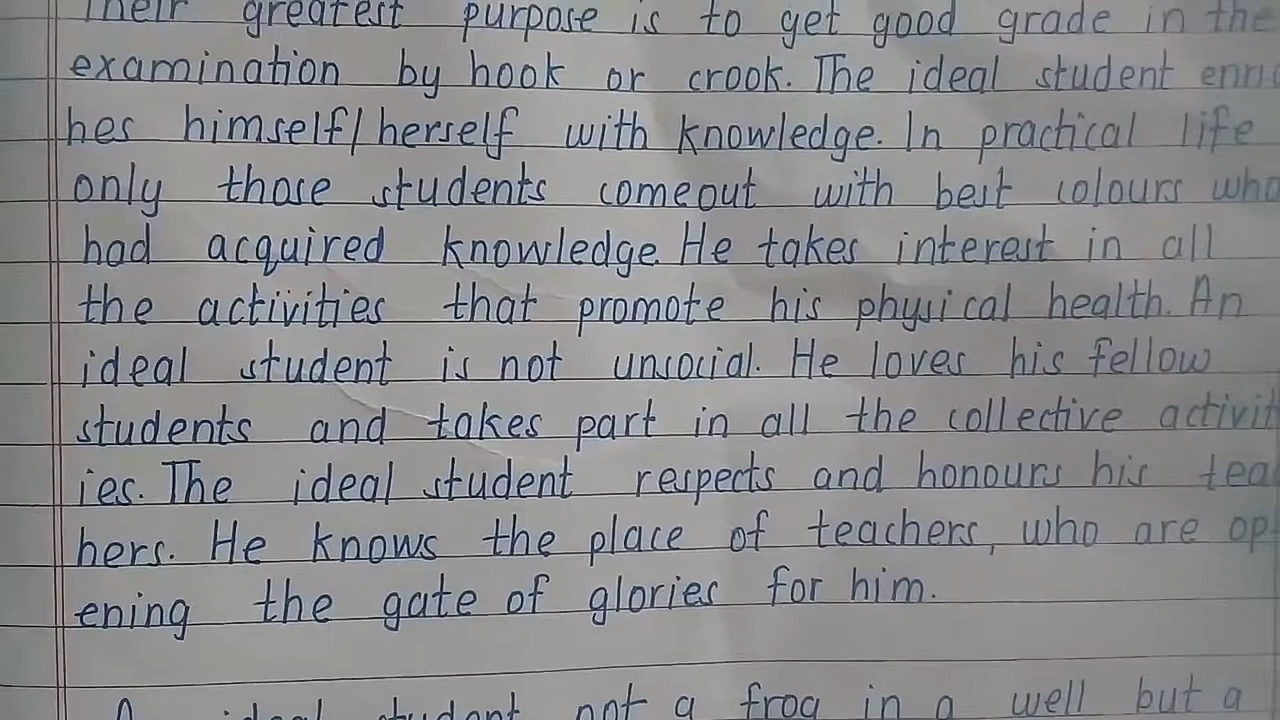 Their greatest purpose is to get good grade in the
examination by hook or crook. The ideal student enric
hes himself/herself with knowledge. In practical life
only those students comeout with best colours who
had acquired knowledge. He takes interest in all
the activities that promote his physical health. An
ideal student is not unsocial. He loves his fellow
students and takes part in all the collective activit
ies. The ideal student respects and honours his teac
hers. He knows the place of teachers, who are op
ening the gate of glories for him.
ideal student not a frog in a well but a